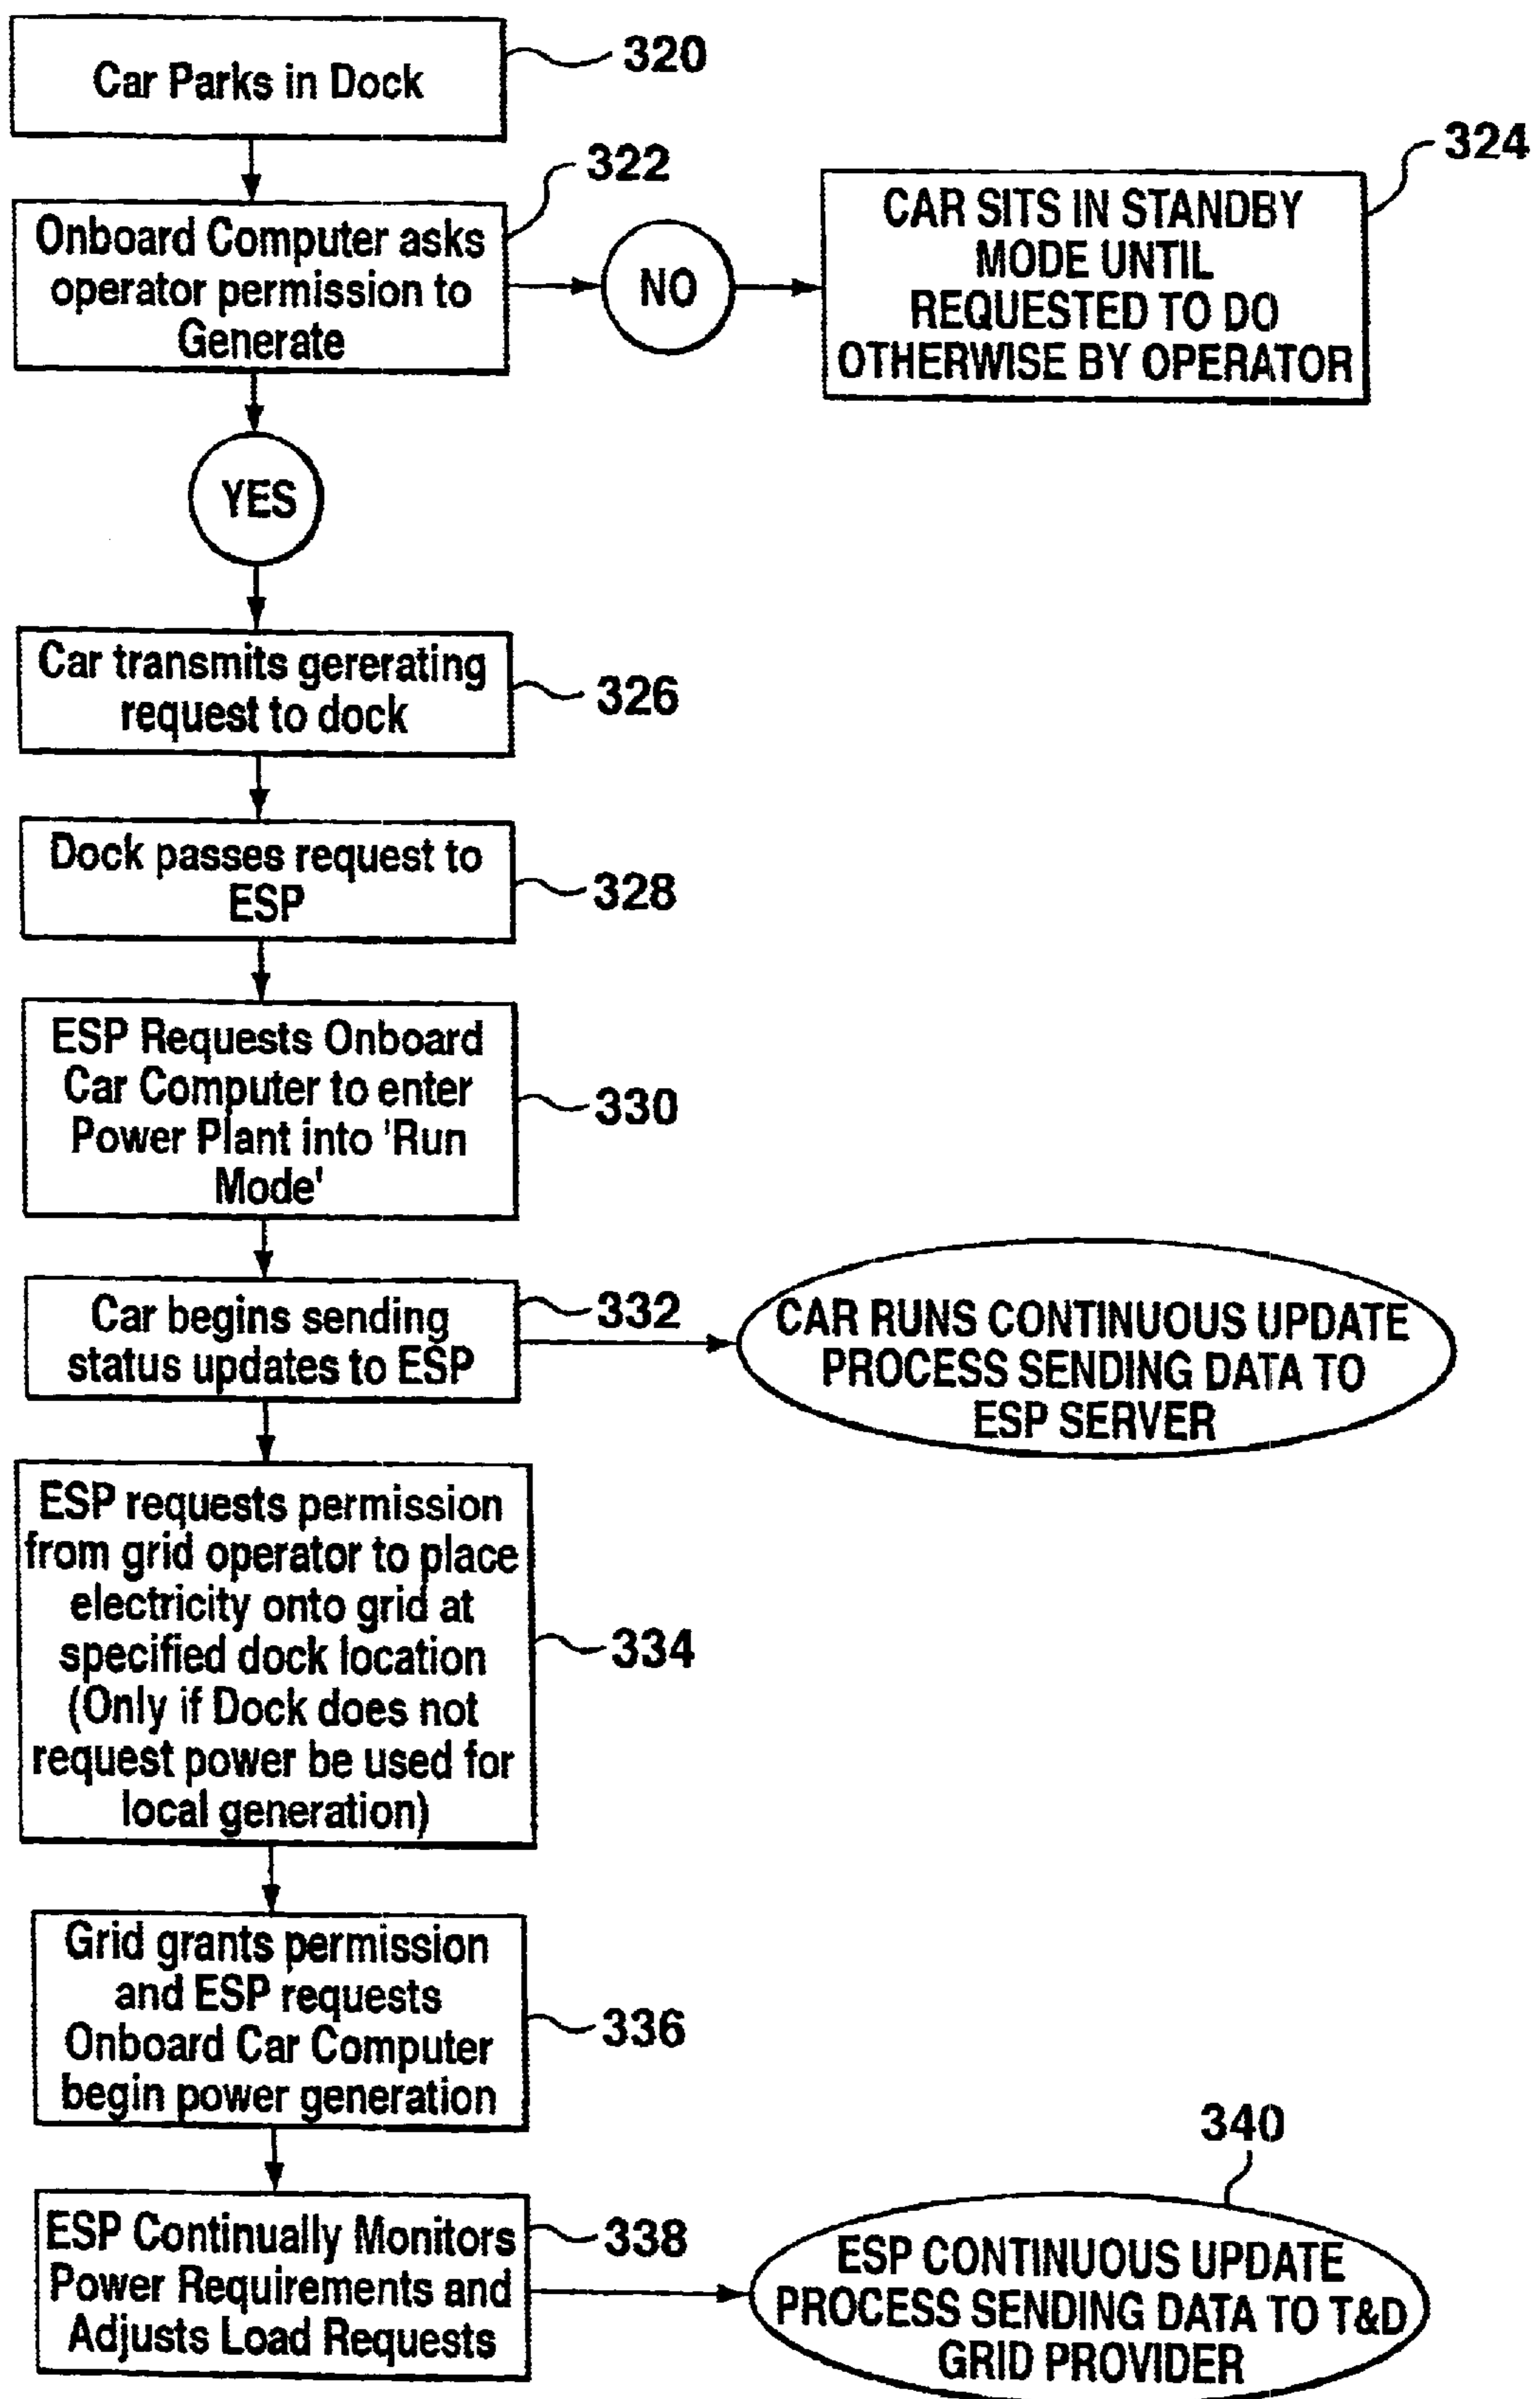 Car Parks in Dock
320
322
Onboard Computer asks
operator permission to
Generate
NO
324
CAR SITS IN STANDBY
MODE UNTIL
REQUESTED TO DO
OTHERWISE BY OPERATOR
YES
Car transmits gererating
request to dock
326
Dock passes request to
ESP
328
ESP Requests Onboard
Car Computer to enter
Power Plant into 'Run
Mode'
330
Car begins sending
status updates to ESP
332
CAR RUNS CONTINUOUS UPDATE
PROCESS SENDING DATA TO
ESP SERVER
ESP requests permission
from grid operator to place
electricity onto grid at
specified dock location
(Only if Dock does not
request power be used for
local generation)
334
Grid grants permission
and ESP requests
Onboard Car Computer
begin power generation
336
ESP Continually Monitors
Power Requirements and
Adjusts Load Requests
338
340
ESP CONTINUOUS UPDATE
PROCESS SENDING DATA TO T&D
GRID PROVIDER